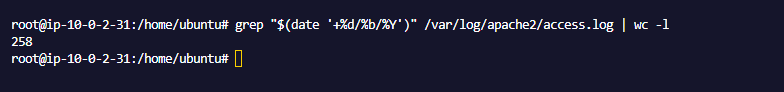 root@ip-10-0-2-31:/home/ubuntu# grep "$(date '+%d/%b/%Y')" /var/log/apache2/access.log | wc -l
258
root@ip-10-0-2-31:/home/ubuntu#